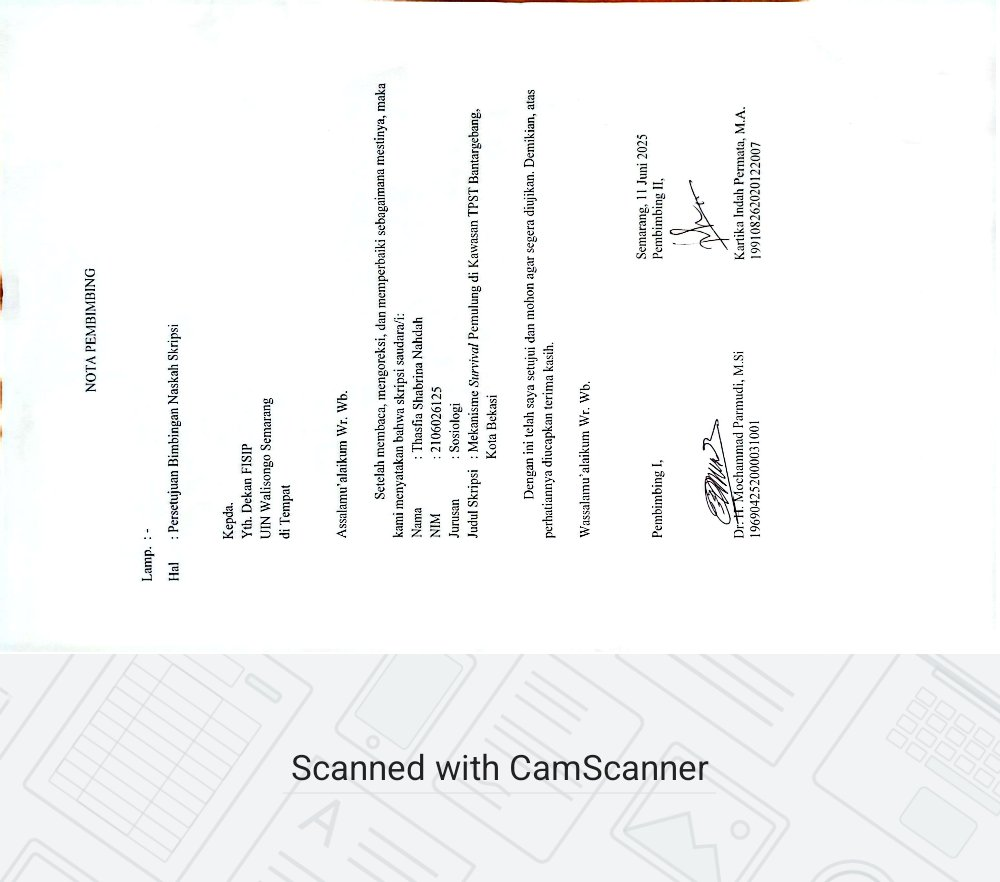 NOTA PEMBIMBING
Lamp. : -
Hal : Persetujuan Bimbingan Naskah Skripsi
Kepda.
Yth. Dekan FISIP
UIN Walisongo Semarang
di Tempat
Assalamu'alaikum Wr. Wb.
Setelah membaca, mengoreksi, dan memperbaiki sebagaimana mestinya, maka
kami menyatakan bahwa skripsi saudara/i:
Nama : Thasfia Shabrina Nahdah
NIM : 2106026125
Jurusan : Sosiologi
Judul Skripsi : Mekanisme Survival Pemulung di Kawasan TPST Bantargebang,
Kota Bekasi
Dengan ini telah saya setujui dan mohon agar segera diujikan. Demikian, atas
perhatiannya diucapkan terima kasih.
Wassalamu'alaikum Wr. Wb.
Semarang, 11 Juni 2025
Pembimbing I, Pembimbing II,
Dr. H. Mochammad Parmudi, M.Si Kartika Indah Permata, M.A.
196904252000031001 199108262020122007
Scanned with CamScanner